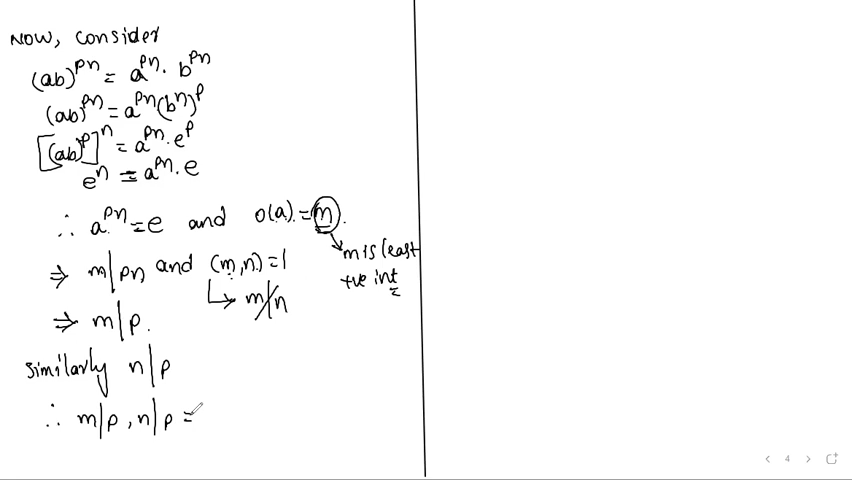 NOW, consider
(ab)^pn = a^pn · b^pn
(ab)^pn = a^pn (b^n)^p
[(ab)^p]^n = a^pn · e^p
e^n = a^pn · e
∴ a^pn = e and o(a) = m.
m is least
+ve int
⇒ m|pn and (m,n)=1
↳ m∤n
⇒ m|p.
similarly n|p
∴ m|p, n|p =
4